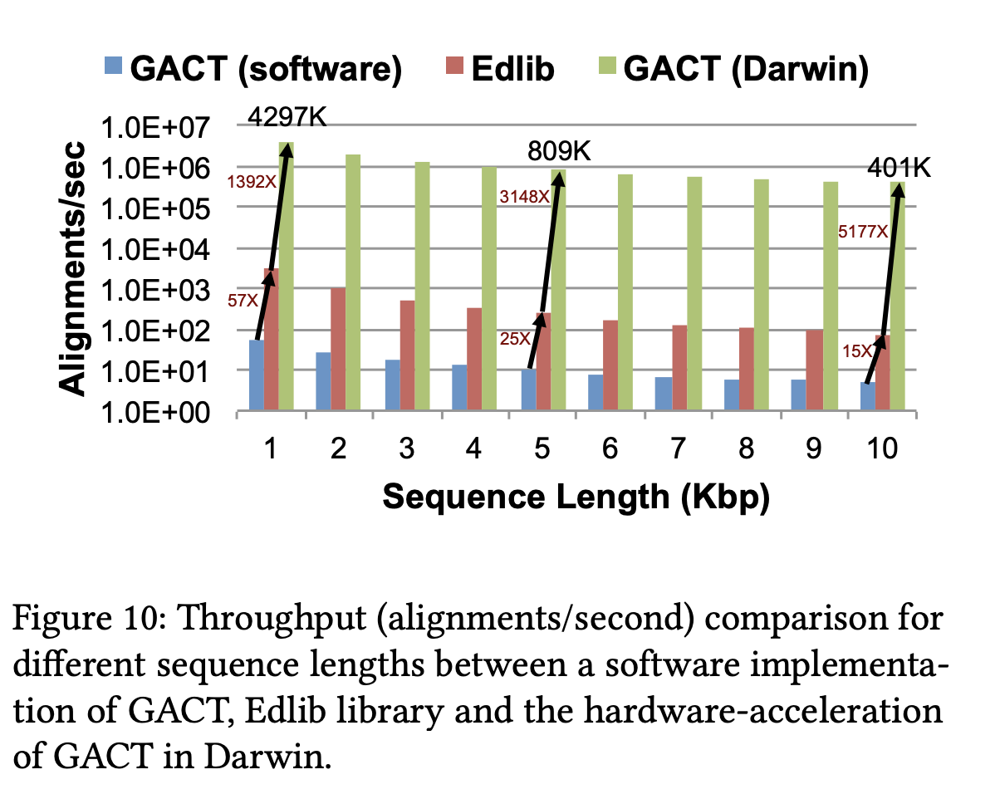 GACT (software) Edlib GACT (Darwin)
4297K
1.0E+07
809K
1.0E+06
401K
1392X
3148X
1.0E+05
5177X
1.0E+04
1.0E+03
57X
1.0E+02
25X
15X
1.0E+01
1.0E+00
Alignments/sec
1 2 3 4 5 6 7 8 9 10
Sequence Length (Kbp)
Figure 10: Throughput (alignments/second) comparison for
different sequence lengths between a software implementa-
tion of GACT, Edlib library and the hardware-acceleration
of GACT in Darwin.